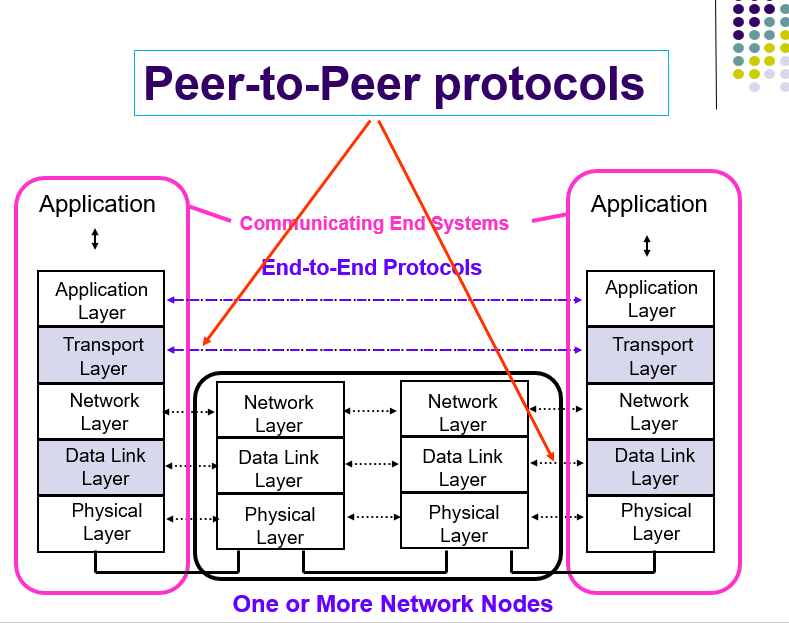 Peer-to-Peer protocols
Application
Communicating End Systems
Application
End-to-End Protocols
Application
Layer
Transport
Layer
Network
Layer
Data Link
Layer
Physical
Layer
Network
Layer
Data Link
Layer
Physical
Layer
Network
Layer
Data Link
Layer
Physical
Layer
Application
Layer
Transport
Layer
Network
Layer
Data Link
Layer
Physical
Layer
One or More Network Nodes